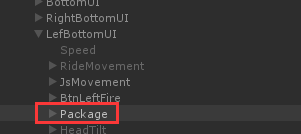 BottomUI
RightBottomUI
LefBottomUI
Speed
RideMovement
JsMovement
BtnLeftFire
Package
HeadTilt